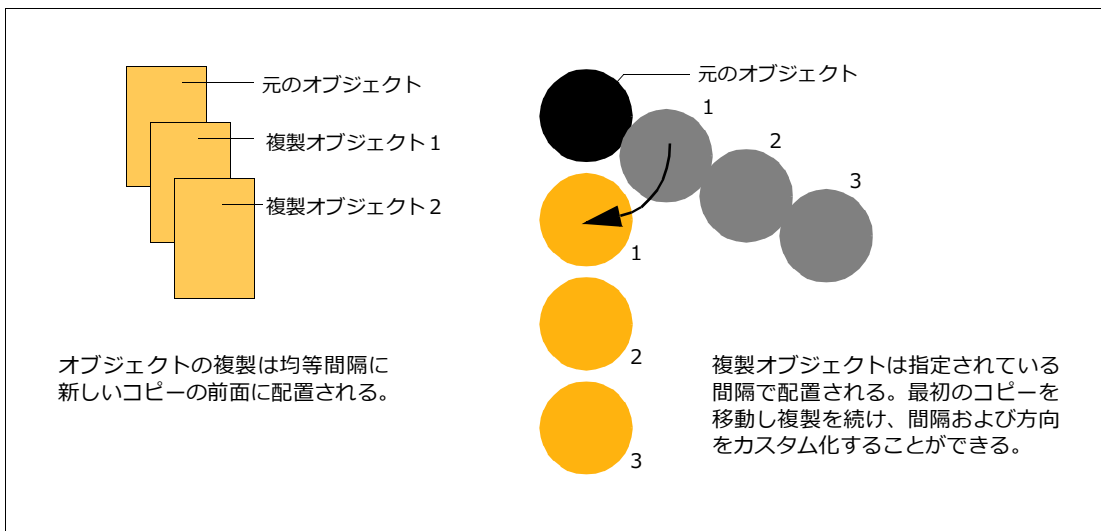 元のオブジェクト
複製オブジェクト1
複製オブジェクト2
オブジェクトの複製は均等間隔に
新しいコピーの前面に配置される。
元のオブジェクト
1
2
3
1
2
3
複製オブジェクトは指定されている
間隔で配置される。最初のコピーを
移動し複製を続け、間隔および方向
をカスタム化することができる。